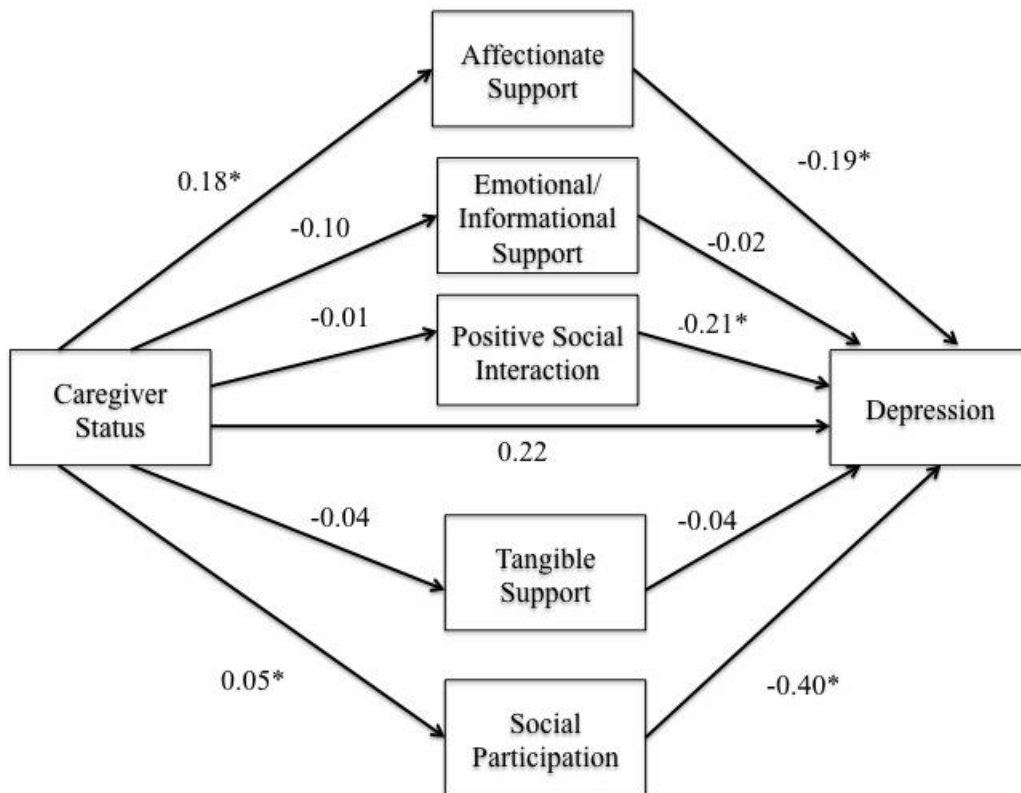 Affectionate
Support
0.18*
-0.19*
Emotional/
Informational
Support
-0.10
-0.02
Positive Social
Interaction
-0.01
-0.21*
Caregiver
Status
Depression
0.22
Tangible
Support
-0.04
-0.04
Social
Participation
0.05*
-0.40*